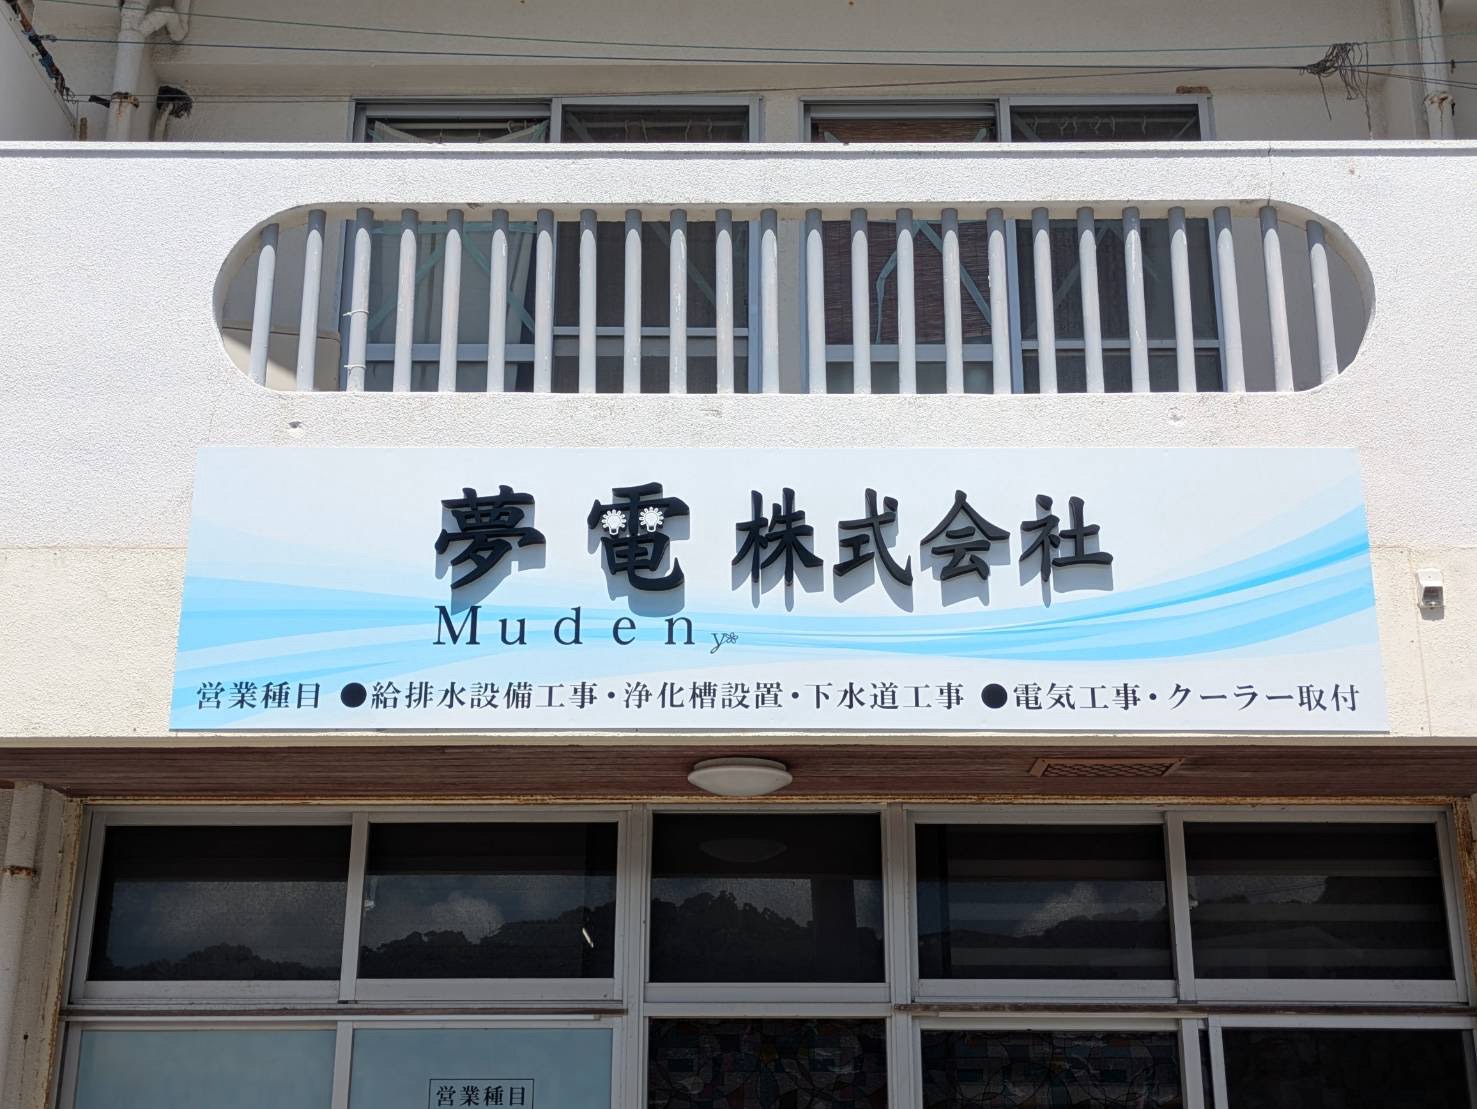 夢電 株式会社
Muden y
営業種目 ●給排水設備工事・浄化槽設置・下水道工事 ●電気工事・クーラー取付
営業種目